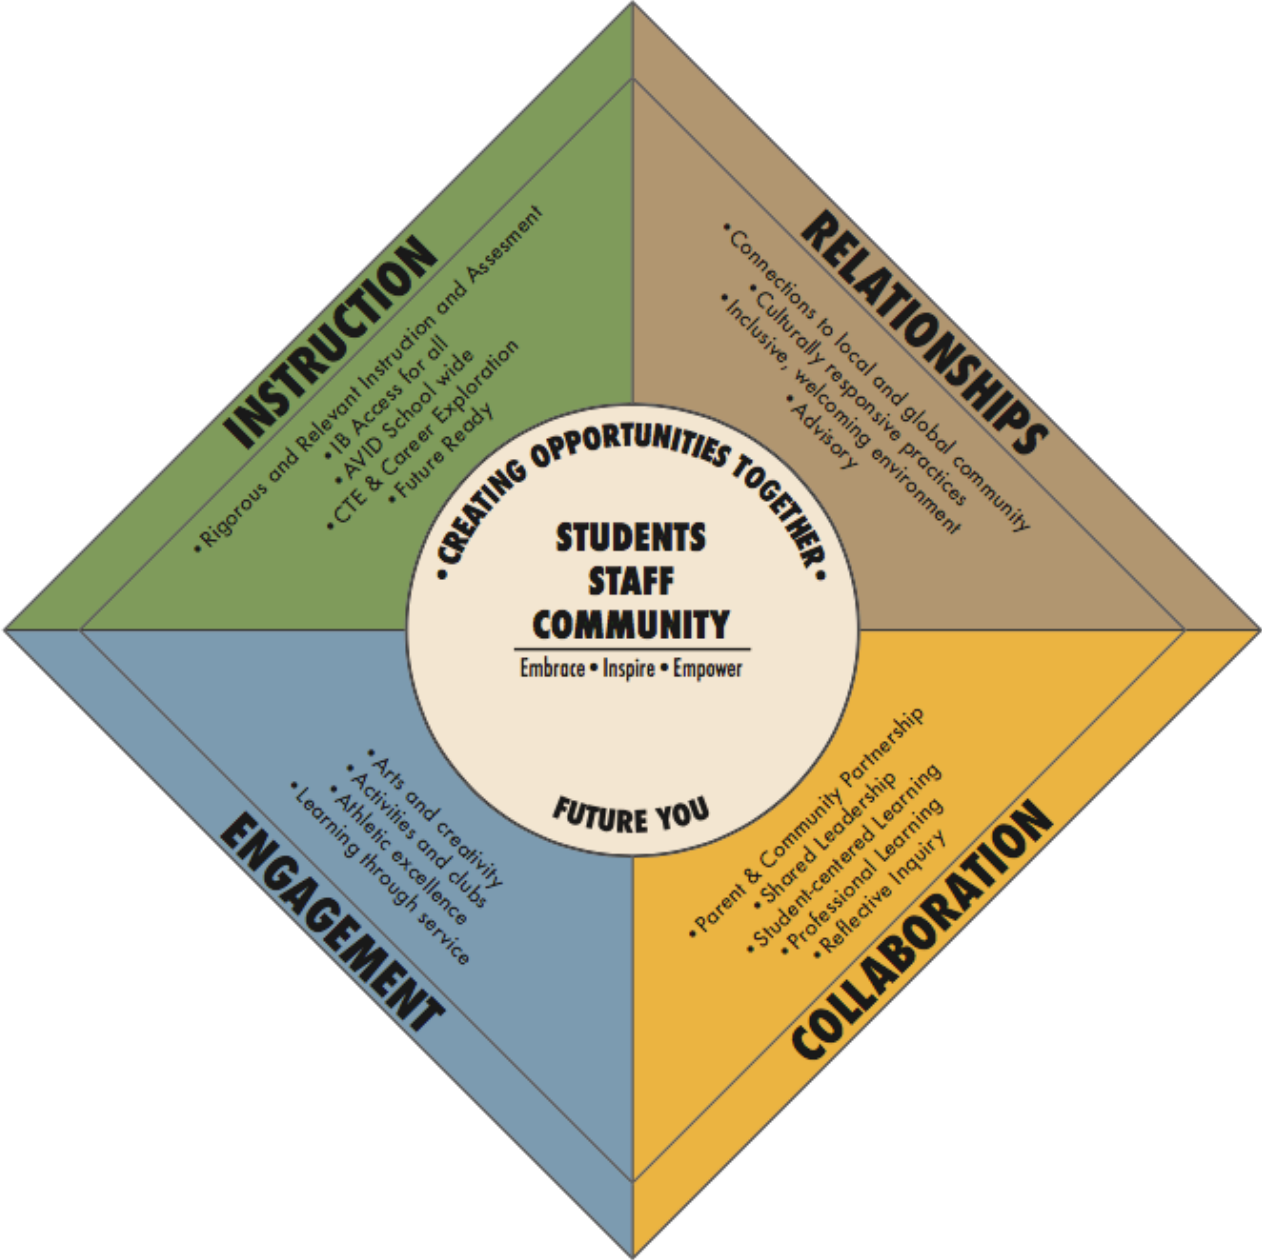 INSTRUCTION
• Rigorous and Relevant Instruction and Assesment
• IB Access for all
• AVID School wide
• CTE & Career Exploration
• Future Ready
RELATIONSHIPS
• Connections to local and global community
• Culturally responsive practices
• Inclusive, welcoming environment
• Advisory
• CREATING OPPORTUNITIES TOGETHER •
STUDENTS
STAFF
COMMUNITY
Embrace • Inspire • Empower
FUTURE YOU
ENGAGEMENT
• Arts and creativity
• Activities and clubs
• Athletic excellence
• Learning through service
COLLABORATION
• Parent & Community Partnership
• Shared Leadership
• Student-centered Learning
• Professional Learning
• Reflective Inquiry